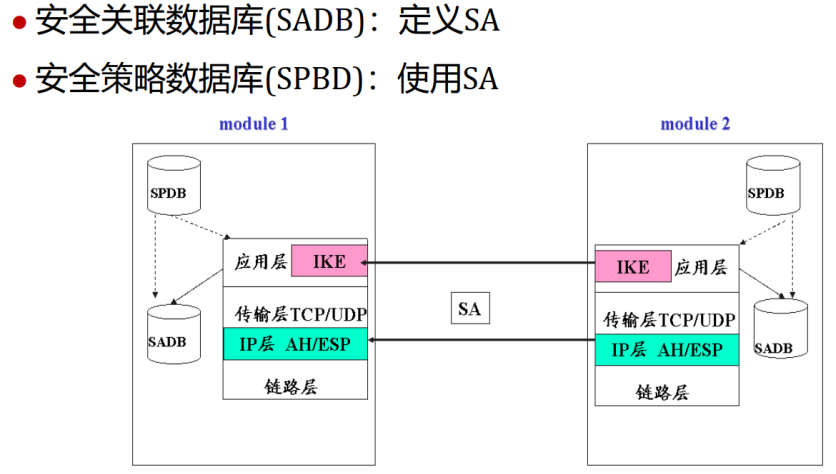 安全关联数据库(SADB)：定义SA
安全策略数据库(SPBD)：使用SA
module 1
module 2
SPDB
SPDB
应用层 IKE
IKE 应用层
SA
传输层TCP/UDP
传输层TCP/UDP
SADB
IP层 AH/ESP
IP层 AH/ESP
SADB
链路层
链路层